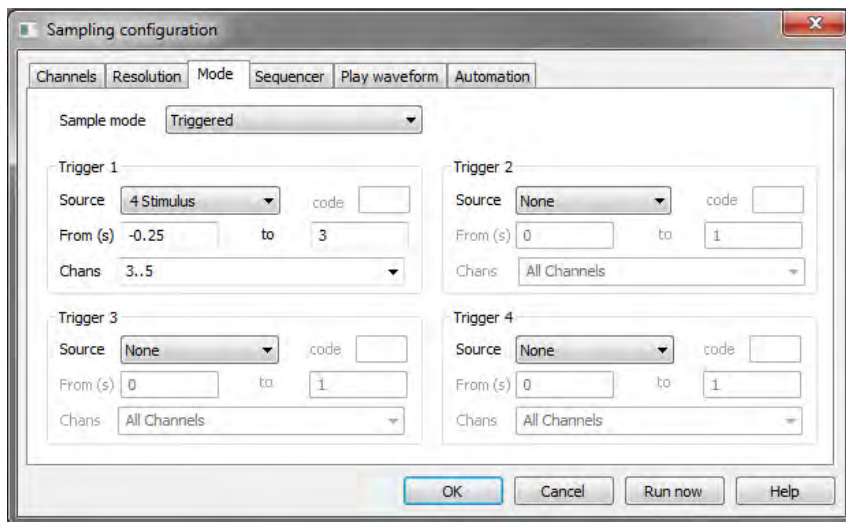 Sampling configuration
Channels Resolution Mode Sequencer Play waveform Automation
Sample mode Triggered
Trigger 1
Source 4 Stimulus code
From (s) -0.25 to 3
Chans 3..5
Trigger 2
Source None code
From (s) 0 to 1
Chans All Channels
Trigger 3
Source None code
From (s) 0 to 1
Chans All Channels
Trigger 4
Source None code
From (s) 0 to 1
Chans All Channels
OK Cancel Run now Help